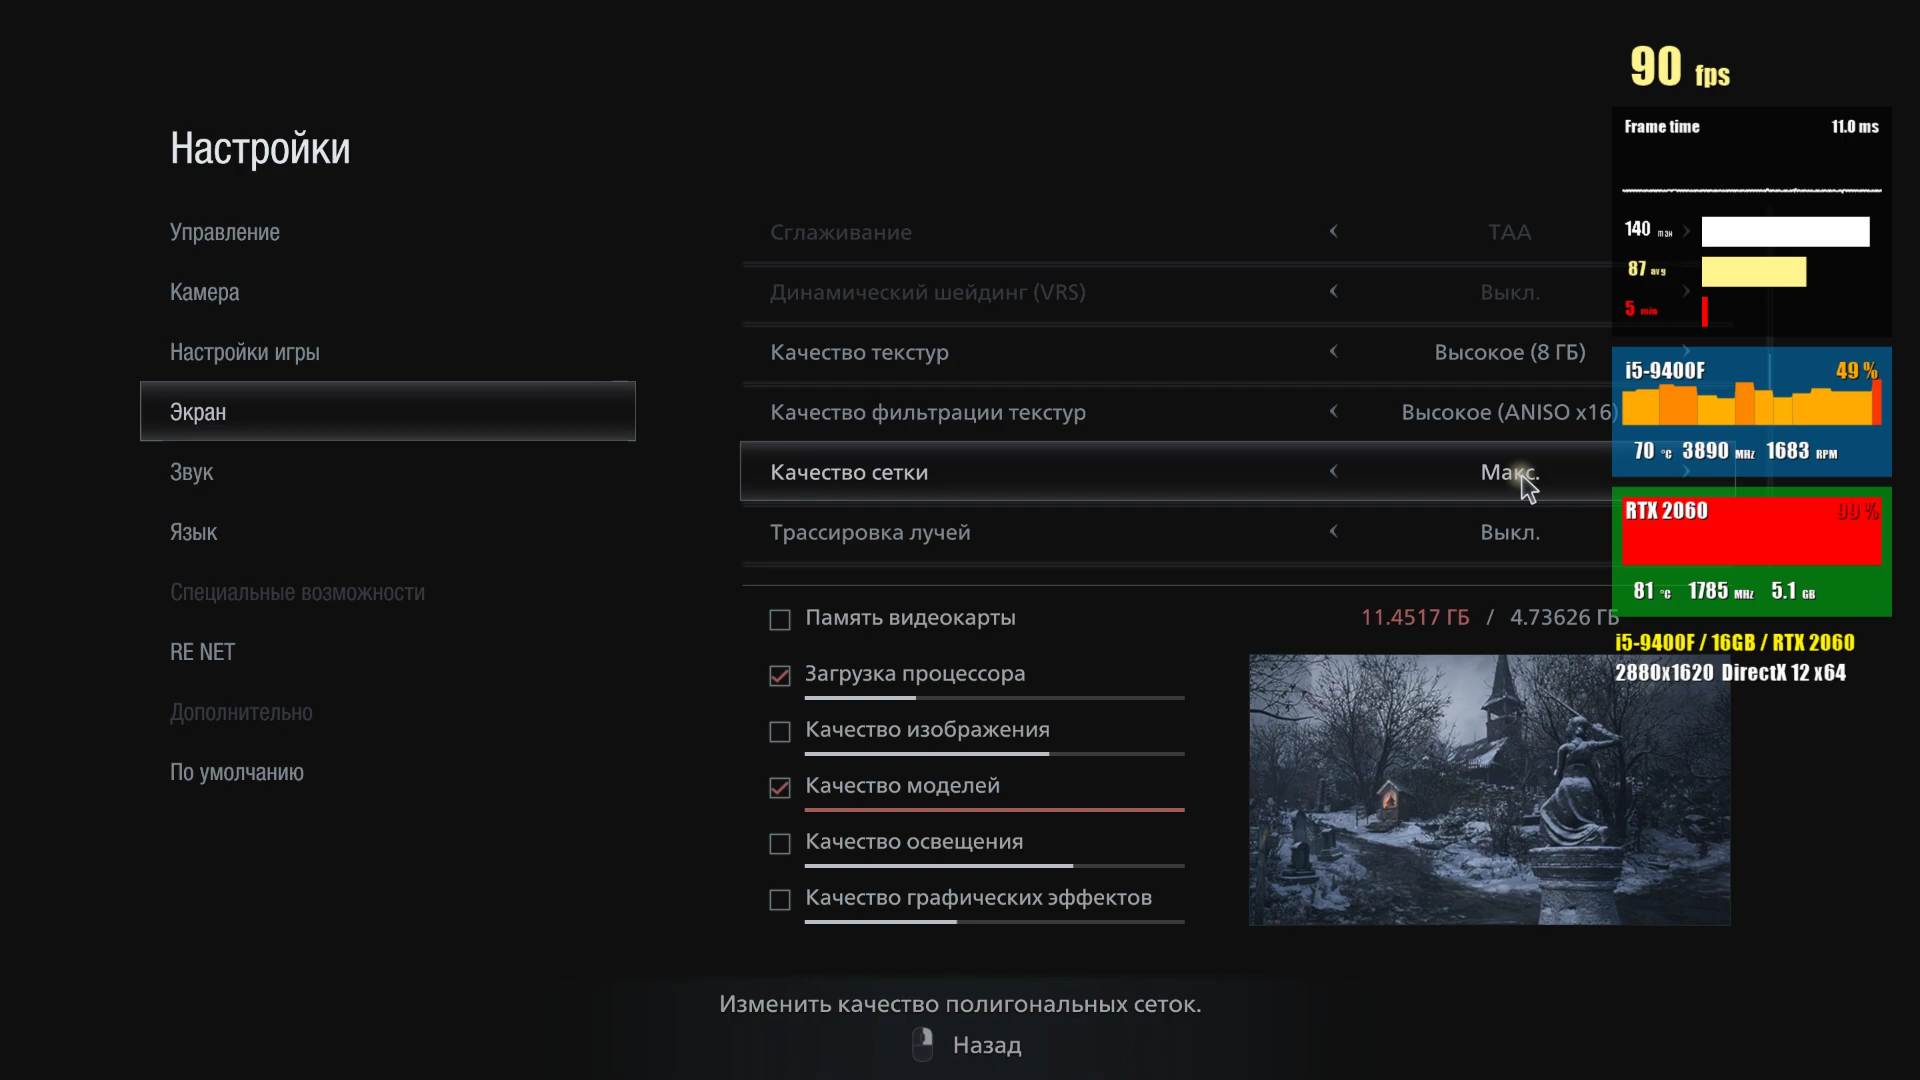 90 fps
Frame time 11.0 ms
Настройки
Управление
Камера
Настройки игры
Экран
Звук
Язык
Специальные возможности
RE NET
Дополнительно
По умолчанию
Сглаживание TAA
Динамический шейдинг (VRS) Выкл.
Качество текстур Высокое (8 ГБ)
Качество фильтрации текстур Высокое (ANISO x16)
Качество сетки Макс.
Трассировка лучей Выкл.
Память видеокарты 11.4517 ГБ / 4.73626 ГБ
Загрузка процессора
Качество изображения
Качество моделей
Качество освещения
Качество графических эффектов
140 max
87 avg
5 min
i5-9400F 49 %
70 °C 3890 MHz 1683 RPM
RTX 2060 99 %
81 °C 1785 MHz 5.1 GB
i5-9400F / 16GB / RTX 2060
2880x1620 DirectX 12 x64
Изменить качество полигональных сеток.
Назад